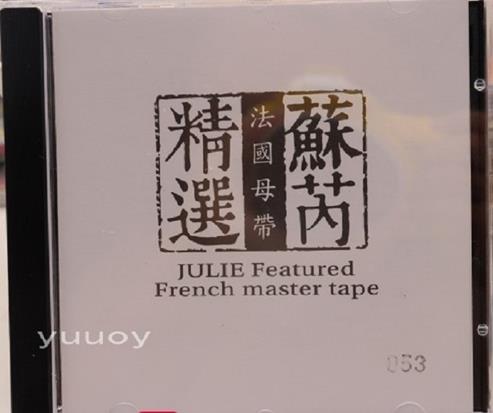 蘇芮
法國母帶
精選
JULIE Featured
French master tape
yuuoy
053